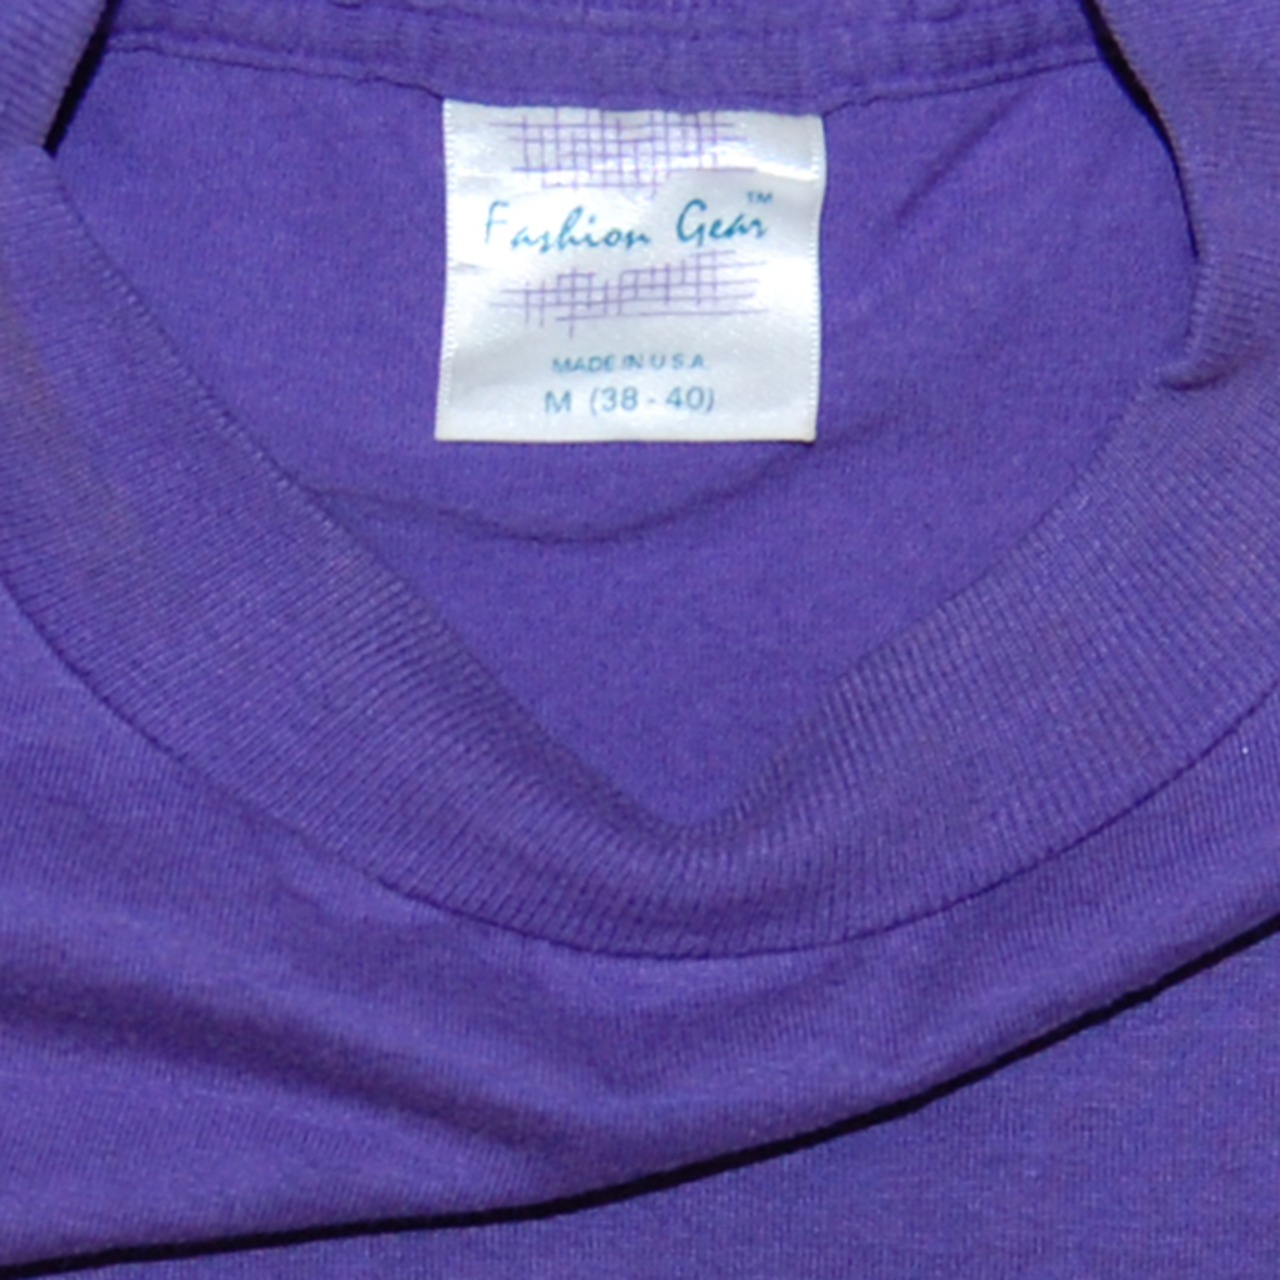 Fashion Gear™
MADE IN U.S.A.
M (38 - 40)